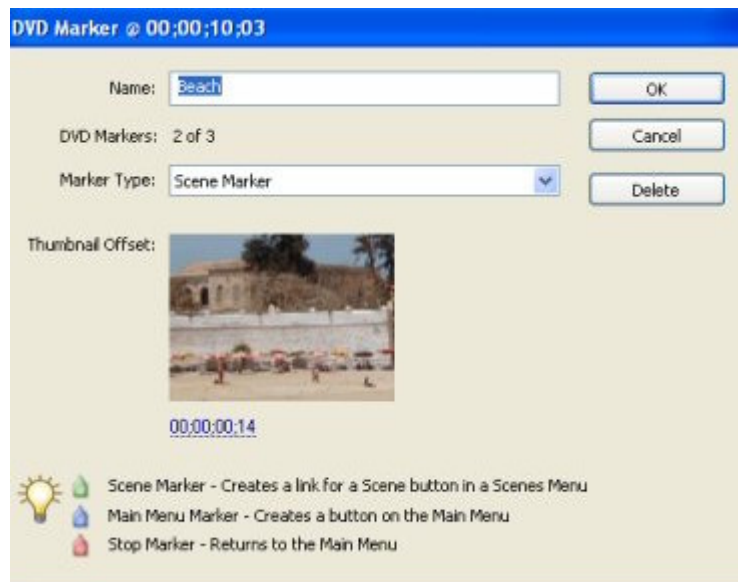 DVD Marker @ 00;00;10;03
Name: Beach
OK
DVD Markers: 2 of 3
Cancel
Marker Type: Scene Marker
Delete
Thumbnail Offset:
00;00;00;14
Scene Marker - Creates a link for a Scene button in a Scenes Menu
Main Menu Marker - Creates a button on the Main Menu
Stop Marker - Returns to the Main Menu